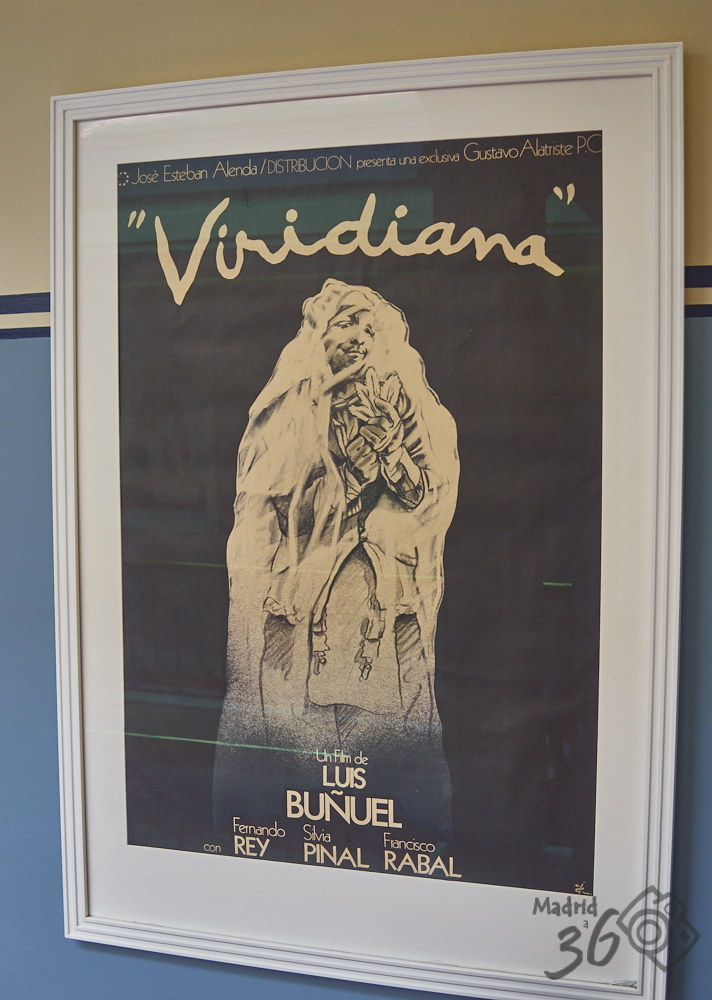 Josè Esteban Alenda/DISTRIBUCION presenta una exclusiva Gustavo Alatriste P.C
"Viridiana"
Un Film de
LUIS
BUÑUEL
con Fernando REY Silvia PINAL Francisco RABAL
Madrid
a
360